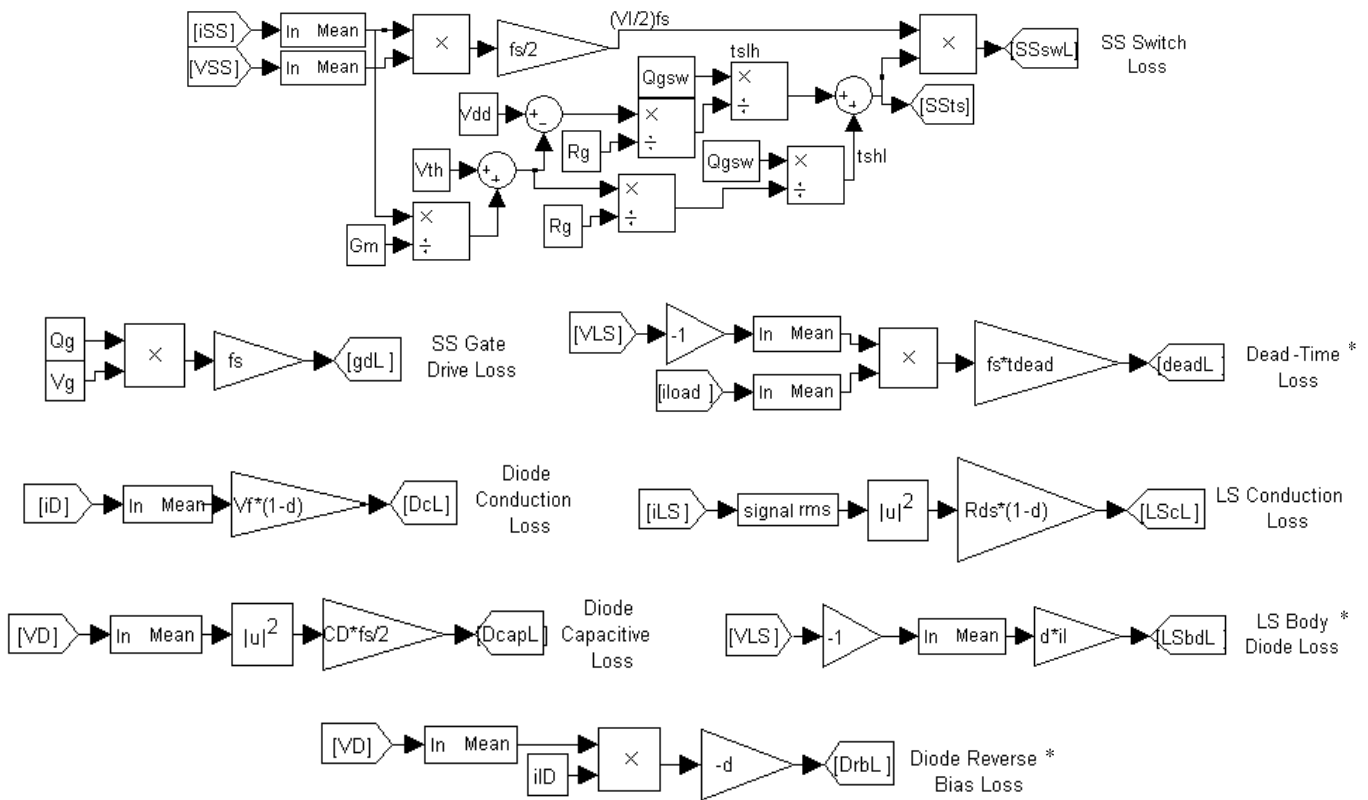 [iSS] In Mean × fs/2 (VI/2)fs × [SSswL] SS Switch
Loss
[VSS] In Mean
tslh
Qgsw ×
÷
[SSts]
Vdd + − ×
÷
Rg
Qgsw ×
÷
tshl
Vth + + ×
÷
Rg
×
÷
Gm
+ +
Qg
Vg
× fs [gdL] SS Gate
Drive Loss
[VLS] -1 In Mean × fs*tdead [deadL Dead-Time *
Loss
[iload ] In Mean
[iD] In Mean Vf*(1-d) [DcL] Diode
Conduction
Loss
[iLS] signal rms |u|2 Rds*(1-d) [LScL] LS Conduction
Loss
[VD] In Mean |u|2 CD*fs/2 [DcapL] Diode
Capacitive
Loss
[VLS] -1 In Mean d*il [LSbdL LS Body *
Diode Loss
[VD] In Mean × -d [DrbL ] Diode Reverse *
Bias Loss
ilD